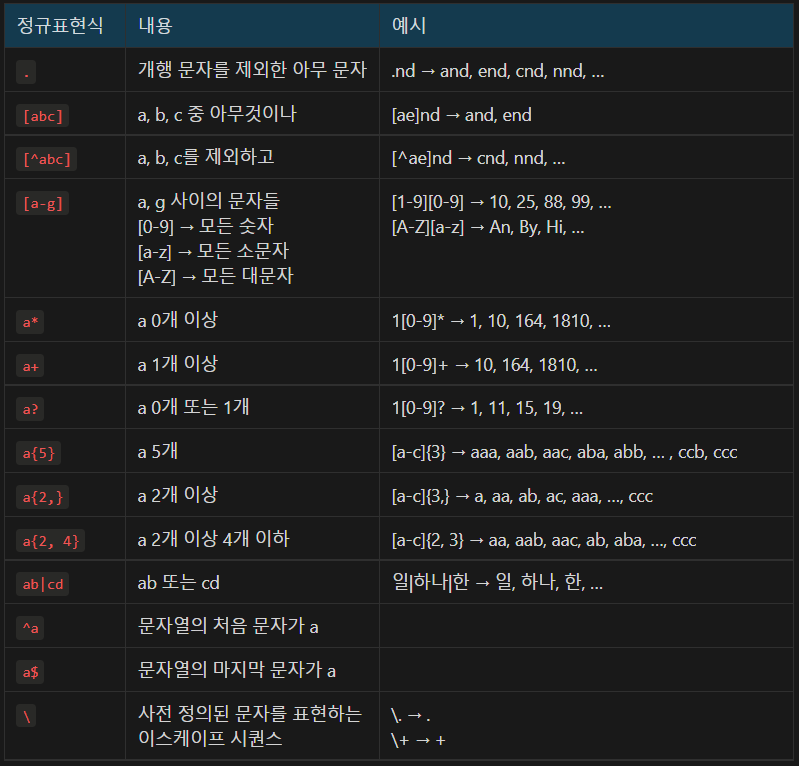 정규표현식 내용 예시
. 개행 문자를 제외한 아무 문자 .nd → and, end, cnd, nnd, ...
[abc] a, b, c 중 아무것이나 [ae]nd → and, end
[^abc] a, b, c를 제외하고 [^ae]nd → cnd, nnd, ...
[a-g] a, g 사이의 문자들 [1-9][0-9] → 10, 25, 88, 99, ...
[0-9] → 모든 숫자 [A-Z][a-z] → An, By, Hi, ...
[a-z] → 모든 소문자
[A-Z] → 모든 대문자
a* a 0개 이상 1[0-9]* → 1, 10, 164, 1810, ...
a+ a 1개 이상 1[0-9]+ → 10, 164, 1810, ...
a? a 0개 또는 1개 1[0-9]? → 1, 11, 15, 19, ...
a{5} a 5개 [a-c]{3} → aaa, aab, aac, aba, abb, ... , ccb, ccc
a{2,} a 2개 이상 [a-c]{3,} → a, aa, ab, ac, aaa, ..., ccc
a{2, 4} a 2개 이상 4개 이하 [a-c]{2, 3} → aa, aab, aac, ab, aba, ..., ccc
ab|cd ab 또는 cd 일|하나|한 → 일, 하나, 한, ...
^a 문자열의 처음 문자가 a
a$ 문자열의 마지막 문자가 a
\ 사전 정의된 문자를 표현하는 \. → .
이스케이프 시퀀스 \+ → +